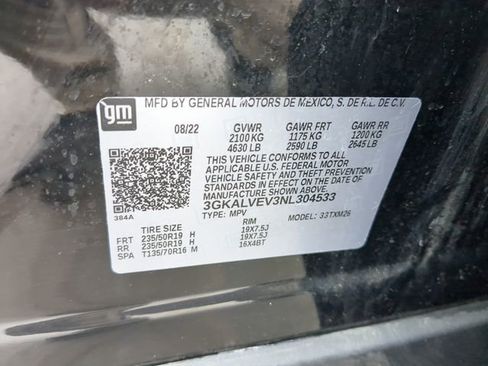 gm
MFD BY GENERAL MOTORS DE MEXICO, S. DE R.L. DE C.V.
08/22 GVWR GAWR FRT GAWR RR
2100 KG 1175 KG 1200 KG
4630 LB 2590 LB 2645 LB
THIS VEHICLE CONFORMS TO ALL
APPLICABLE U.S. FEDERAL MOTOR
VEHICLE SAFETY AND THEFT
PREVENTION STANDARDS IN EFFECT
ON THE DATE OF MANUFACTURE
SHOWN ABOVE.
384A 3GKALVEV3NL304533
TYPE: MPV MODEL: 33TXM26
RIM
FRT 235/50R19 H 19X7.5J
RR 235/50R19 H 19X7.5J
SPA T135/70R16 M 16X4BT